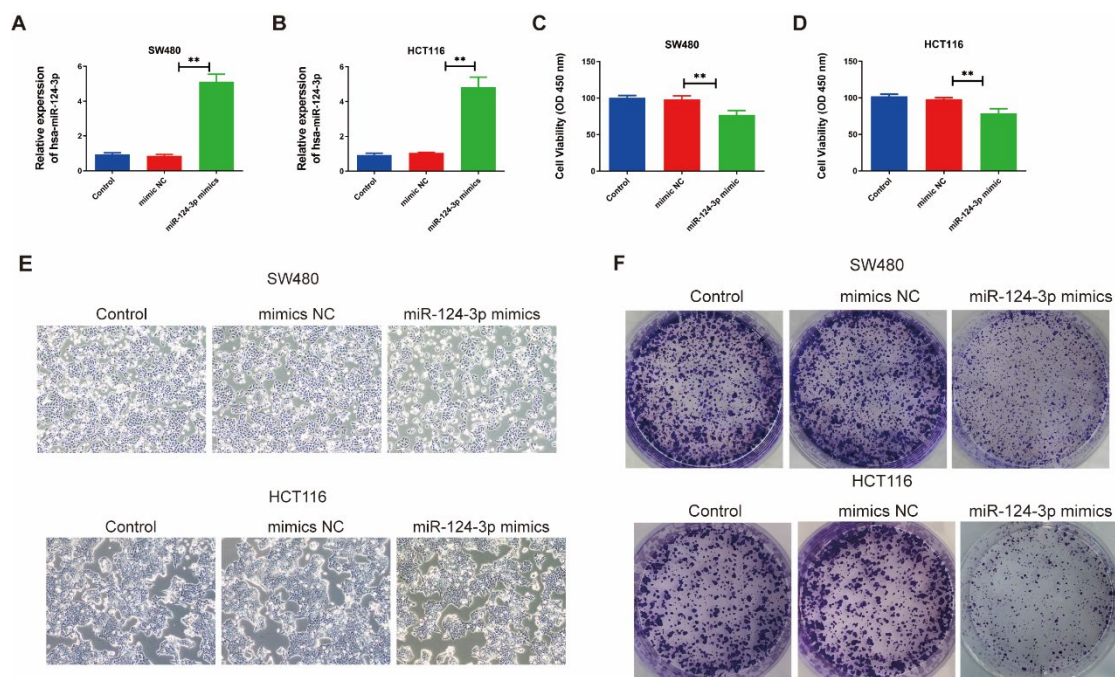 A
SW480
Relative experssion
of hsa-miR-124-3p
**
6
4
2
0
Control
mimic NC
miR-124-3p mimics
B
HCT116
Relative experssion
of hsa-miR-124-3p
**
6
4
2
0
Control
mimic NC
miR-124-3p mimics
C
SW480
Cell Viability (OD 450 nm)
**
150
100
50
0
Control
mimic NC
miR-124-3p mimic
D
HCT116
Cell Viability (OD 450 nm)
**
150
100
50
0
Control
mimic NC
miR-124-3p mimic
E
SW480
Control mimics NC miR-124-3p mimics
HCT116
Control mimics NC miR-124-3p mimics
F
SW480
Control mimics NC miR-124-3p mimics
HCT116
Control mimics NC miR-124-3p mimics